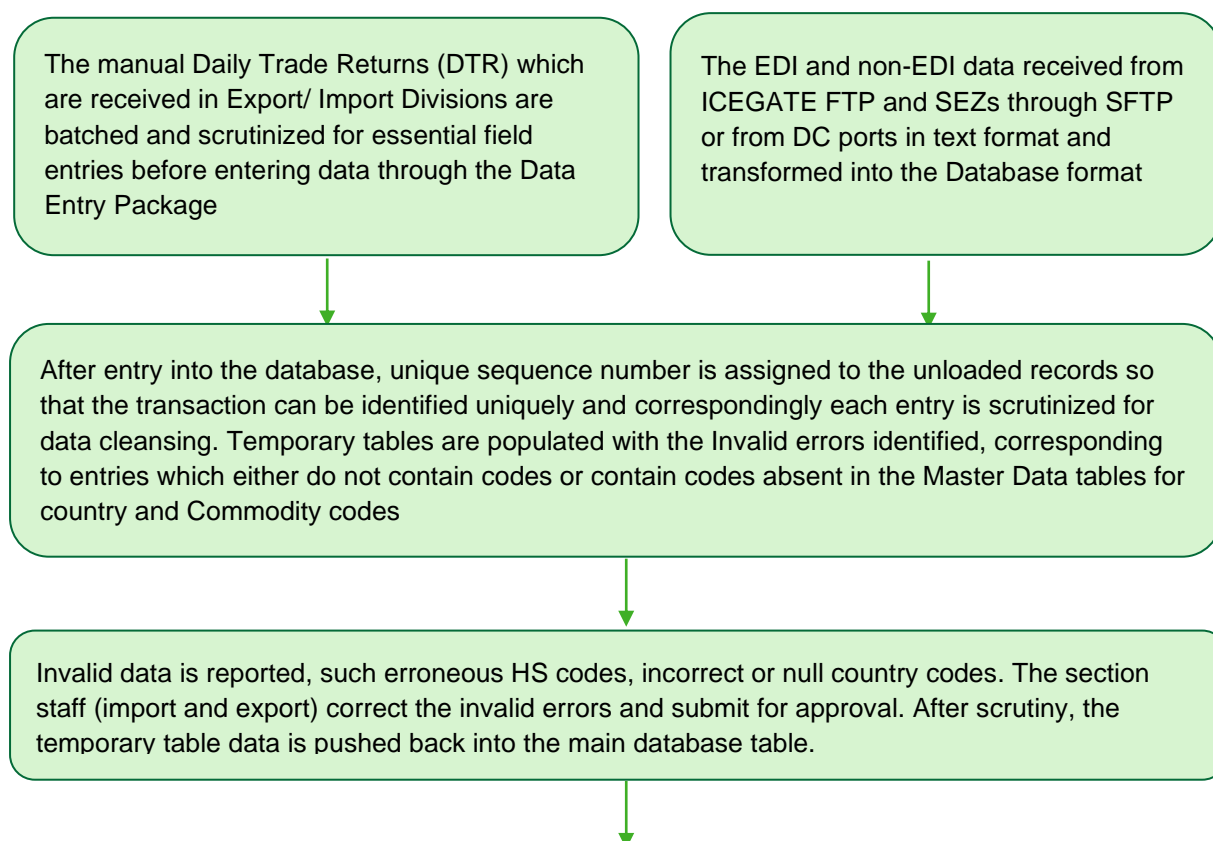 The manual Daily Trade Returns (DTR) which
are received in Export/ Import Divisions are
batched and scrutinized for essential field
entries before entering data through the Data
Entry Package
The EDI and non-EDI data received from
ICEGATE FTP and SEZs through SFTP
or from DC ports in text format and
transformed into the Database format
After entry into the database, unique sequence number is assigned to the unloaded records so
that the transaction can be identified uniquely and correspondingly each entry is scrutinized for
data cleansing. Temporary tables are populated with the Invalid errors identified, corresponding
to entries which either do not contain codes or contain codes absent in the Master Data tables for
country and Commodity codes
Invalid data is reported, such erroneous HS codes, incorrect or null country codes. The section
staff (import and export) correct the invalid errors and submit for approval. After scrutiny, the
temporary table data is pushed back into the main database table.